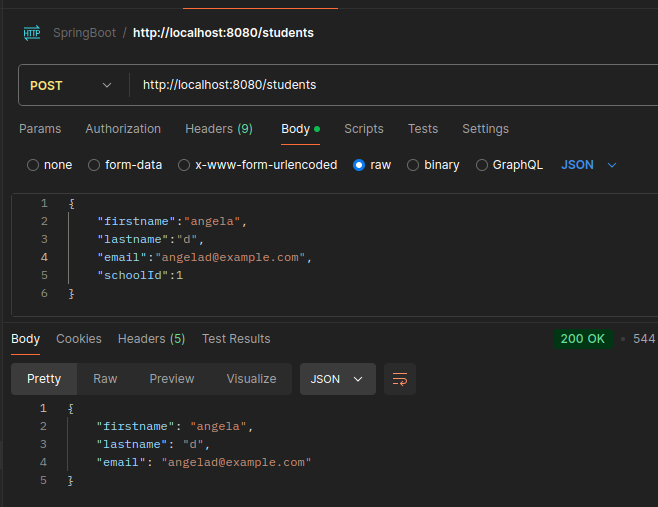 HTTP SpringBoot / http://localhost:8080/students
POST http://localhost:8080/students
Params Authorization Headers (9) Body Scripts Tests Settings
none form-data x-www-form-urlencoded raw binary GraphQL JSON
1 {
2 "firstname":"angela",
3 "lastname":"d",
4 "email":"angelad@example.com",
5 "schoolId":1
6 }
Body Cookies Headers (5) Test Results 200 OK • 544
Pretty Raw Preview Visualize JSON
1 {
2 "firstname": "angela",
3 "lastname": "d",
4 "email": "angelad@example.com"
5 }